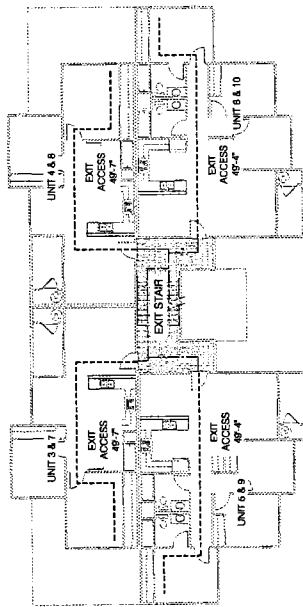 UNIT 4 & 8
EXIT
ACCESS
49'-7"
UNIT 6 & 10
EXIT
ACCESS
49'-4"
EXIT STAIR
UNIT 3 & 7
EXIT
ACCESS
49'-7"
EXIT
ACCESS
49'-4"
UNIT 5 & 9